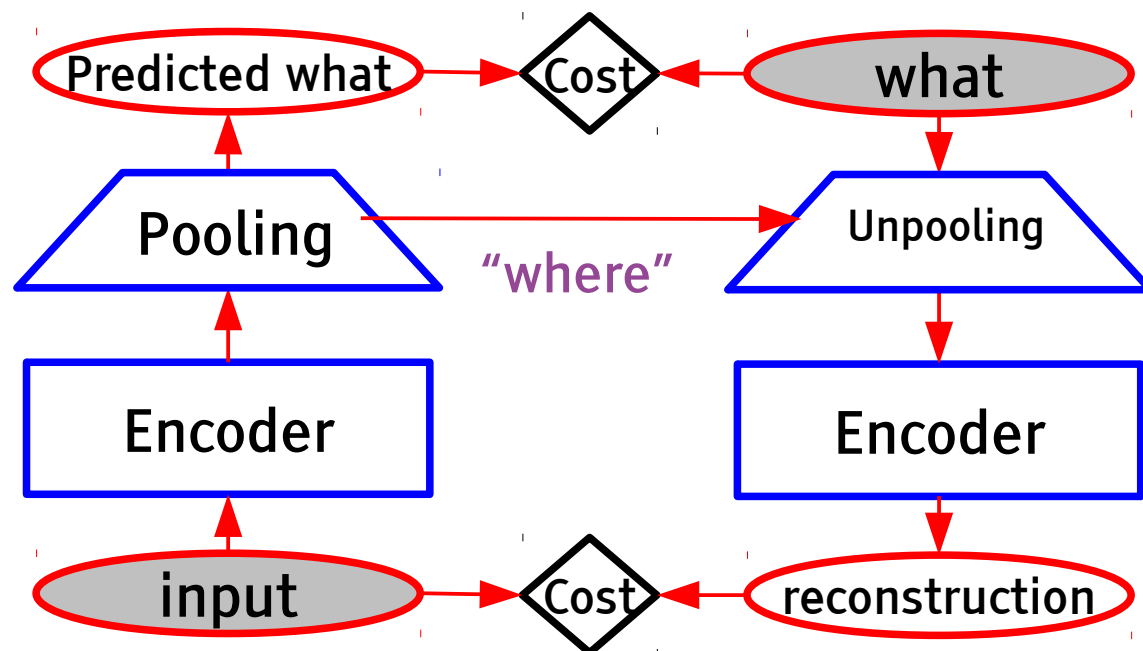 Predicted what
Cost
what
Pooling
"where"
Unpooling
Encoder
Encoder
input
Cost
reconstruction